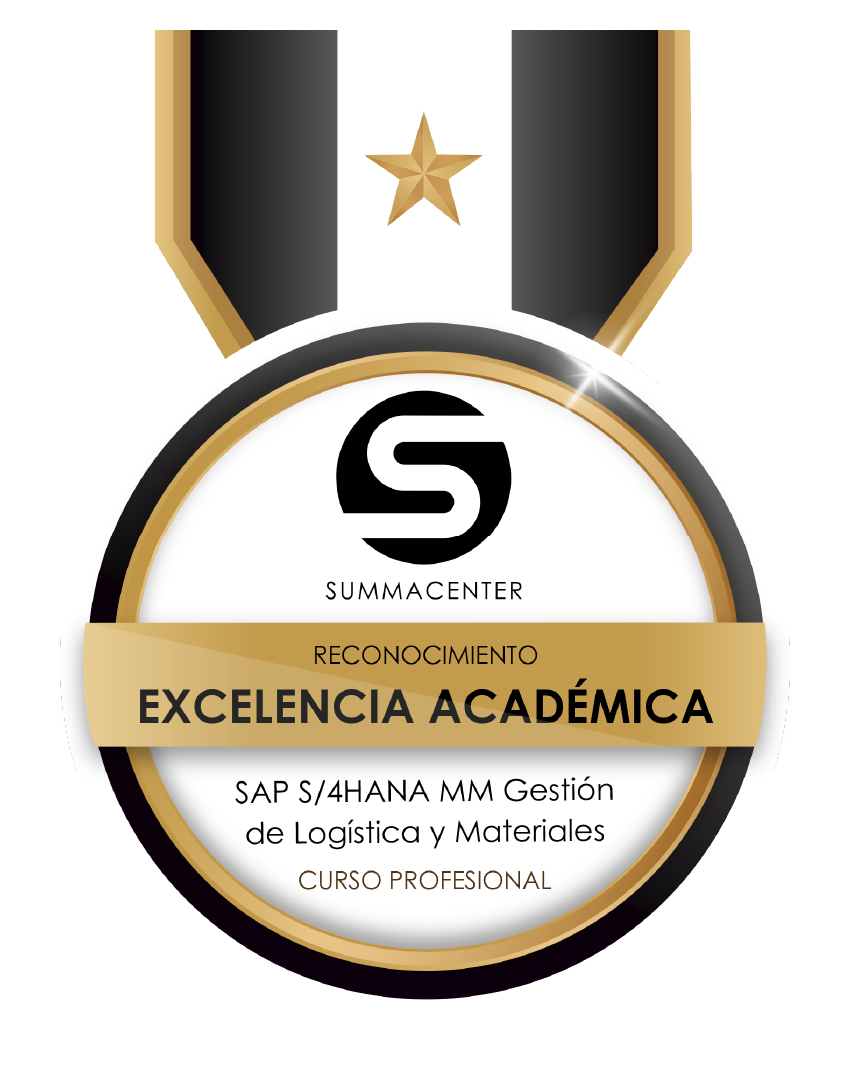 SUMMACENTER
RECONOCIMIENTO
EXCELENCIA ACADÉMICA
SAP S/4HANA MM Gestión
de Logística y Materiales
CURSO PROFESIONAL